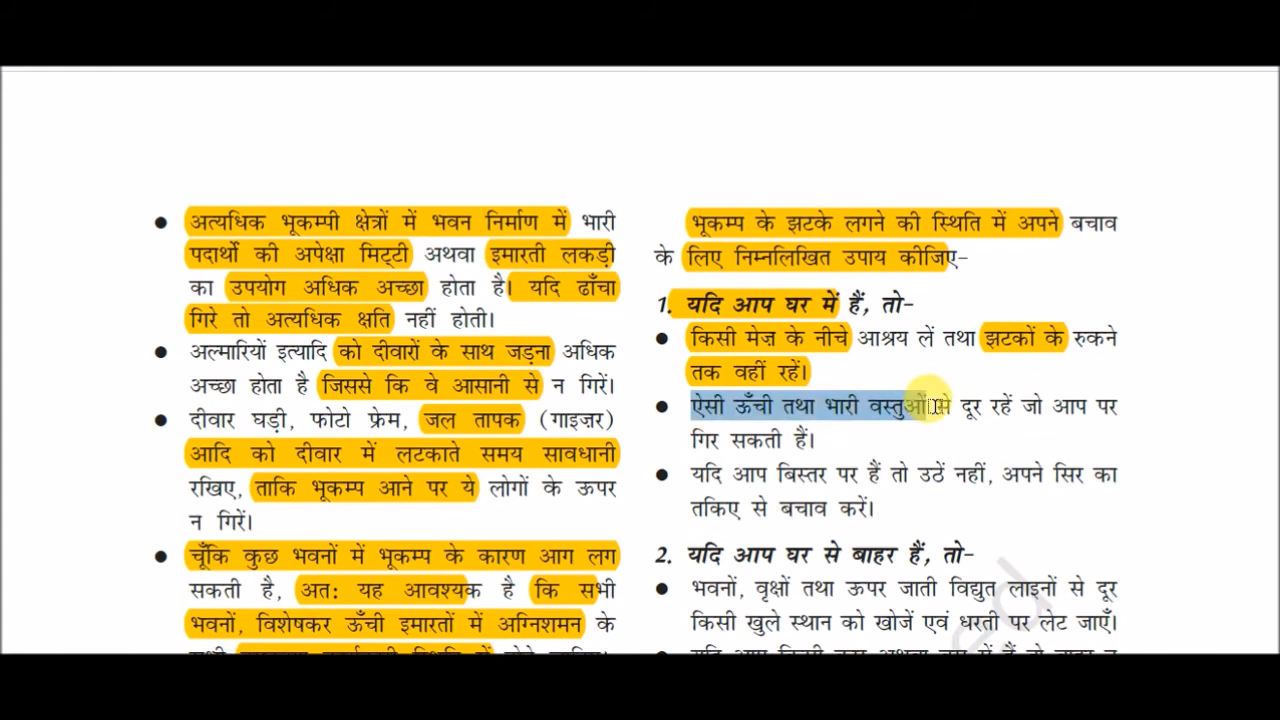 • अत्यधिक भूकम्पी क्षेत्रों में भवन निर्माण में भारी
पदार्थों की अपेक्षा मिट्टी अथवा इमारती लकड़ी
का उपयोग अधिक अच्छा होता है। यदि ढाँचा
गिरे तो अत्यधिक क्षति नहीं होती।
• अल्मारियों इत्यादि को दीवारों के साथ जड़ना अधिक
अच्छा होता है जिससे कि वे आसानी से न गिरें।
• दीवार घड़ी, फोटो फ्रेम, जल तापक (गाइज़र)
आदि को दीवार में लटकाते समय सावधानी
रखिए, ताकि भूकम्प आने पर ये लोगों के ऊपर
न गिरें।
• चूँकि कुछ भवनों में भूकम्प के कारण आग लग
सकती है, अतः यह आवश्यक है कि सभी
भवनों, विशेषकर ऊँची इमारतों में अग्निशमन के
भूकम्प के झटके लगने की स्थिति में अपने बचाव
के लिए निम्नलिखित उपाय कीजिए-
1. यदि आप घर में हैं, तो-
• किसी मेज़ के नीचे आश्रय लें तथा झटकों के रुकने
तक वहीं रहें।
• ऐसी ऊँची तथा भारी वस्तुओं से दूर रहें जो आप पर
गिर सकती हैं।
• यदि आप बिस्तर पर हैं तो उठें नहीं, अपने सिर का
तकिए से बचाव करें।
2. यदि आप घर से बाहर हैं, तो-
• भवनों, वृक्षों तथा ऊपर जाती विद्युत लाइनों से दूर
किसी खुले स्थान को खोजें एवं धरती पर लेट जाएँ।